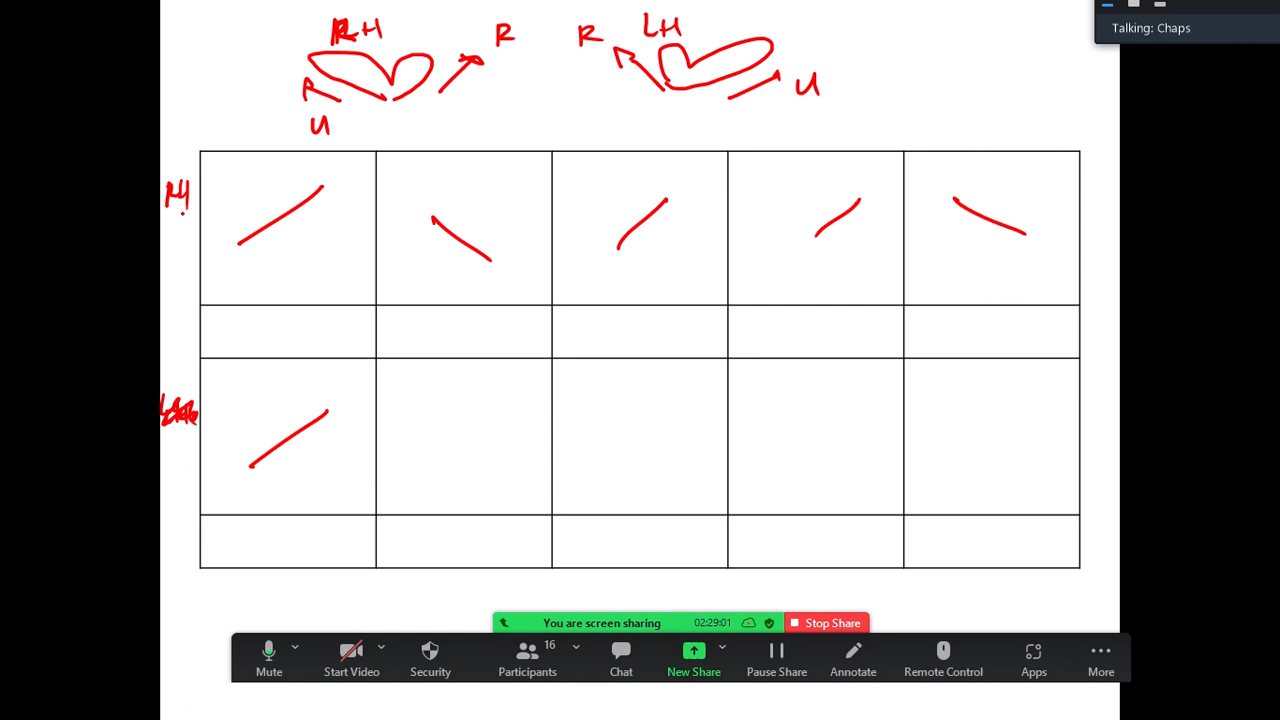 Talking: Chaps
RH R R LH
U
U
RH
You are screen sharing 02:29:01 Stop Share
16
Mute Start Video Security Participants Chat New Share Pause Share Annotate Remote Control Apps More